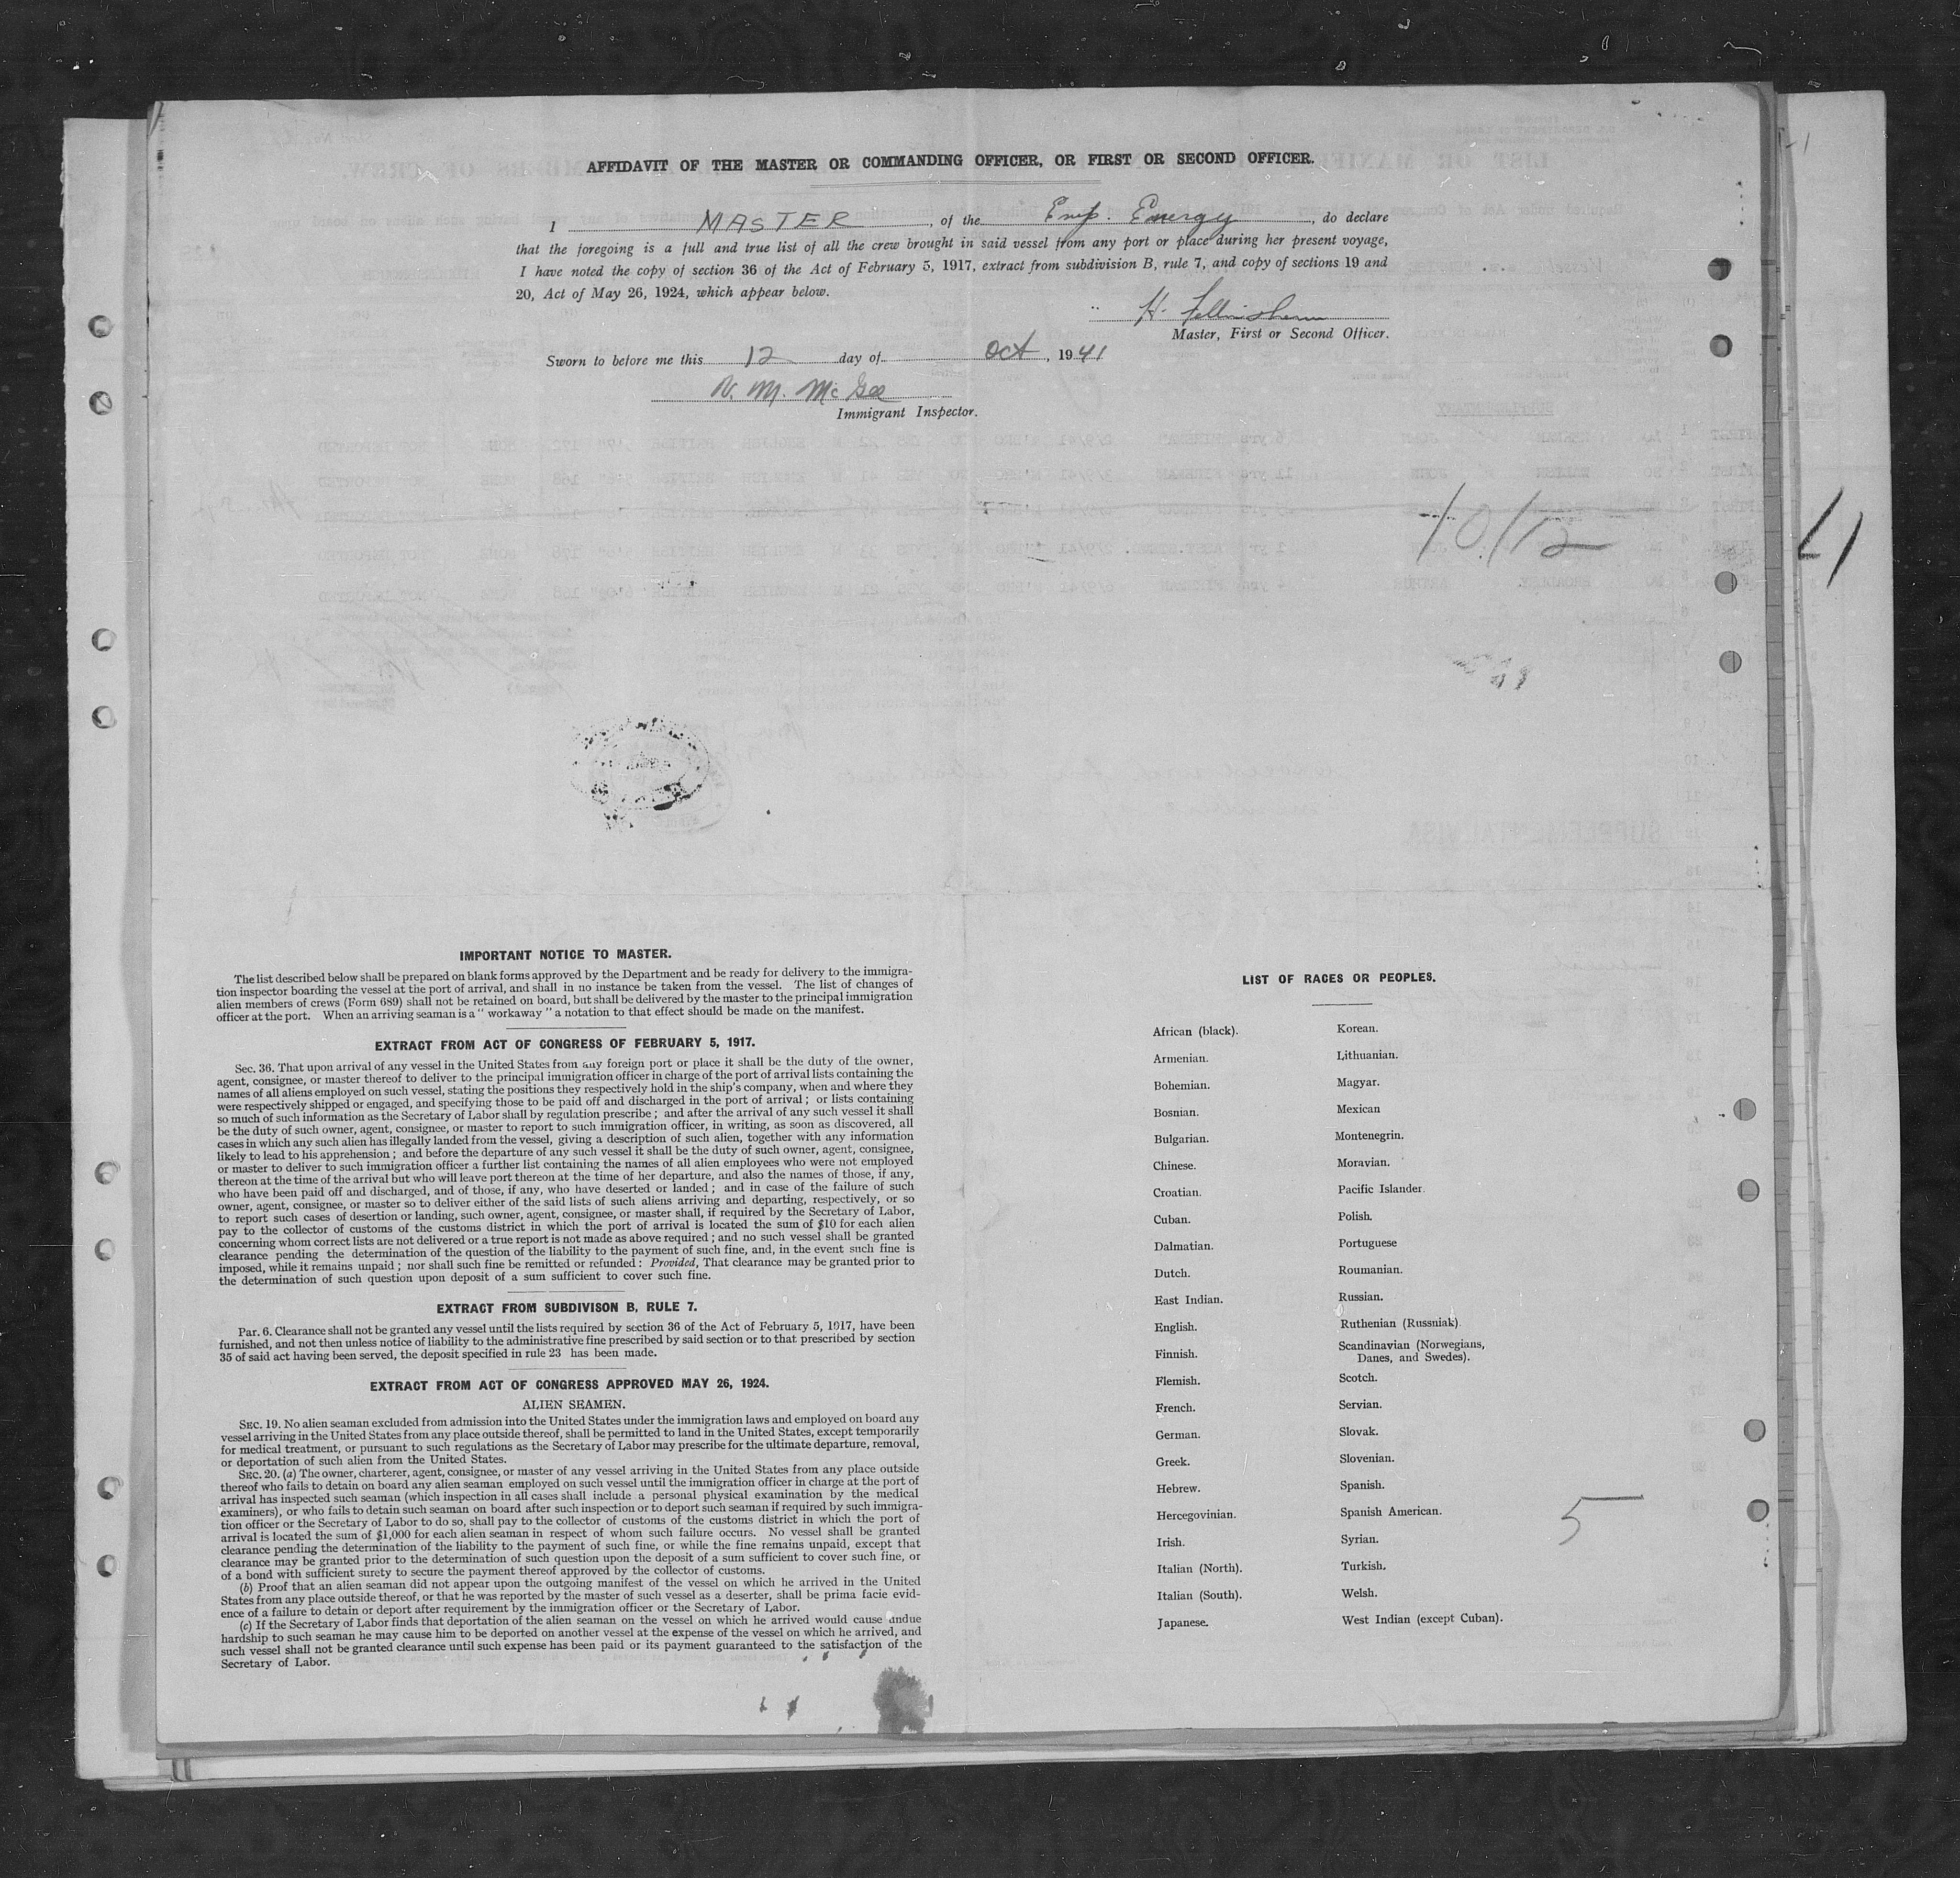 AFFIDAVIT OF THE MASTER OR COMMANDING OFFICER, OR FIRST OR SECOND OFFICER.
I MASTER, of the Emp. Energy, do declare
that the foregoing is a full and true list of all the crew brought in said vessel from any port or place during her present voyage,
I have noted the copy of section 36 of the Act of February 5, 1917, extract from subdivision B, rule 7, and copy of sections 19 and
20, Act of May 26, 1924, which appear below.
H.
Master, First or Second Officer.
Sworn to before me this 12 day of Oct, 1941
N. M. McGee
Immigrant Inspector.
10/12
IMPORTANT NOTICE TO MASTER.
The list described below shall be prepared on blank forms approved by the Department and be ready for delivery to the immigra-
tion inspector boarding the vessel at the port of arrival, and shall in no instance be taken from the vessel. The list of changes of
alien members of crews (Form 689) shall not be retained on board, but shall be delivered by the master to the principal immigration
officer at the port. When an arriving seaman is a "workaway" a notation to that effect should be made on the manifest.
EXTRACT FROM ACT OF CONGRESS OF FEBRUARY 5, 1917.
Sec. 36. That upon arrival of any vessel in the United States from any foreign port or place it shall be the duty of the owner,
agent, consignee, or master thereof to deliver to the principal immigration officer in charge of the port of arrival lists containing the
names of all aliens employed on such vessel, stating the positions they respectively hold in the ship's company, when and where they
were respectively shipped or engaged, and specifying those to be paid off and discharged in the port of arrival; or lists containing
so much of such information as the Secretary of Labor shall by regulation prescribe; and after the arrival of any such vessel it shall
be the duty of such owner, agent, consignee, or master to report to such immigration officer, in writing, as soon as discovered, all
cases in which any such alien has illegally landed from the vessel, giving a description of such alien, together with any information
likely to lead to his apprehension; and before the departure of any such vessel it shall be the duty of such owner, agent, consignee,
or master to deliver to such immigration officer a further list containing the names of all alien employees who were not employed
thereon at the time of the arrival but who will leave port thereon at the time of her departure, and also the names of those, if any,
who have been paid off and discharged, and of those, if any, who have deserted or landed; and in case of the failure of such
owner, agent, consignee, or master so to deliver either of the said lists of such aliens arriving and departing, respectively, or so
to report such cases of desertion or landing, such owner, agent, consignee, or master shall, if required by the Secretary of Labor,
pay to the collector of customs of the customs district in which the port of arrival is located the sum of $10 for each alien
concerning whom correct lists are not delivered or a true report is not made as above required; and no such vessel shall be granted
clearance pending the determination of the question of the liability to the payment of such fine, and, in the event such fine is
imposed, while it remains unpaid; nor shall such fine be remitted or refunded: Provided, That clearance may be granted prior to
the determination of such question upon deposit of a sum sufficient to cover such fine.
EXTRACT FROM SUBDIVISON B, RULE 7.
Par. 6. Clearance shall not be granted any vessel until the lists required by section 36 of the Act of February 5, 1917, have been
furnished, and not then unless notice of liability to the administrative fine prescribed by said section or to that prescribed by section
35 of said act having been served, the deposit specified in rule 23 has been made.
EXTRACT FROM ACT OF CONGRESS APPROVED MAY 26, 1924.
ALIEN SEAMEN.
Sec. 19. No alien seaman excluded from admission into the United States under the immigration laws and employed on board any
vessel arriving in the United States from any place outside thereof, shall be permitted to land in the United States, except temporarily
for medical treatment, or pursuant to such regulations as the Secretary of Labor may prescribe for the ultimate departure, removal,
or deportation of such alien from the United States.
Sec. 20. (a) The owner, charterer, agent, consignee, or master of any vessel arriving in the United States from any place outside
thereof who fails to detain on board any alien seaman employed on such vessel until the immigration officer in charge at the port of
arrival has inspected such seaman (which inspection in all cases shall include a personal physical examination by the medical
examiners), or who fails to detain such seaman on board after such inspection or to deport such seaman if required by such immigra-
tion officer or the Secretary of Labor to do so, shall pay to the collector of customs of the customs district in which the port of
arrival is located the sum of $1,000 for each alien seaman in respect of whom such failure occurs. No vessel shall be granted
clearance pending the determination of the liability to the payment of such fine, or while the fine remains unpaid, except that
clearance may be granted prior to the determination of such question upon the deposit of a sum sufficient to cover such fine, or
of a bond with sufficient surety to secure the payment thereof approved by the collector of customs.
(b) Proof that an alien seaman did not appear upon the outgoing manifest of the vessel on which he arrived in the United
States from any place outside thereof, or that he was reported by the master of such vessel as a deserter, shall be prima facie evid-
ence of a failure to detain or deport after requirement by the immigration officer or the Secretary of Labor.
(c) If the Secretary of Labor finds that deportation of the alien seaman on the vessel on which he arrived would cause undue
hardship to such seaman he may cause him to be deported on another vessel at the expense of the vessel on which he arrived, and
such vessel shall not be granted clearance until such expense has been paid or its payment guaranteed to the satisfaction of the
Secretary of Labor.
LIST OF RACES OR PEOPLES.
African (black).
Armenian.
Bohemian.
Bosnian.
Bulgarian.
Chinese.
Croatian.
Cuban.
Dalmatian.
Dutch.
East Indian.
English.
Finnish.
Flemish.
French.
German.
Greek.
Hebrew.
Hercegovinian.
Irish.
Italian (North).
Italian (South).
Japanese.
Korean.
Lithuanian.
Magyar.
Mexican
Montenegrin.
Moravian.
Pacific Islander.
Polish.
Portuguese
Roumanian.
Russian.
Ruthenian (Russniak).
Scandinavian (Norwegians,
Danes, and Swedes).
Scotch.
Servian.
Slovak.
Slovenian.
Spanish.
Spanish American.
Syrian.
Turkish.
Welsh.
West Indian (except Cuban).
5